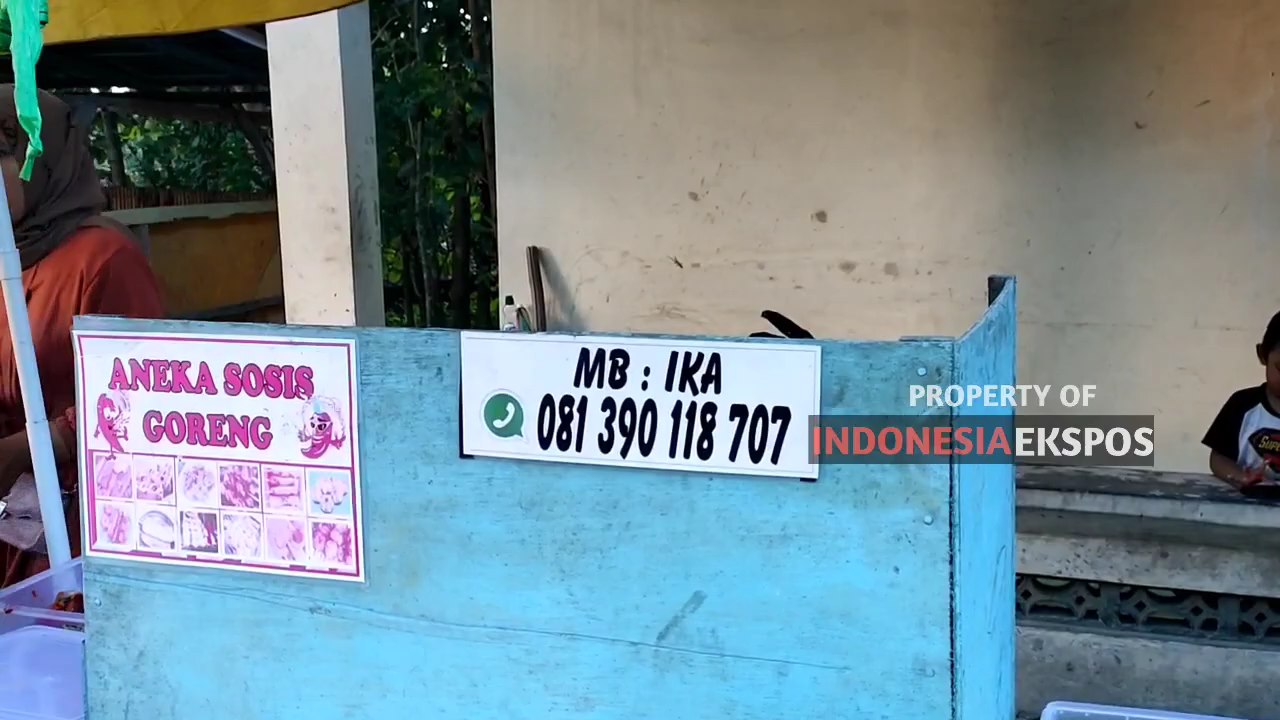 ANEKA SOSIS
GORENG
MB : IKA
081 390 118 707
PROPERTY OF
INDONESIAEKSPOS